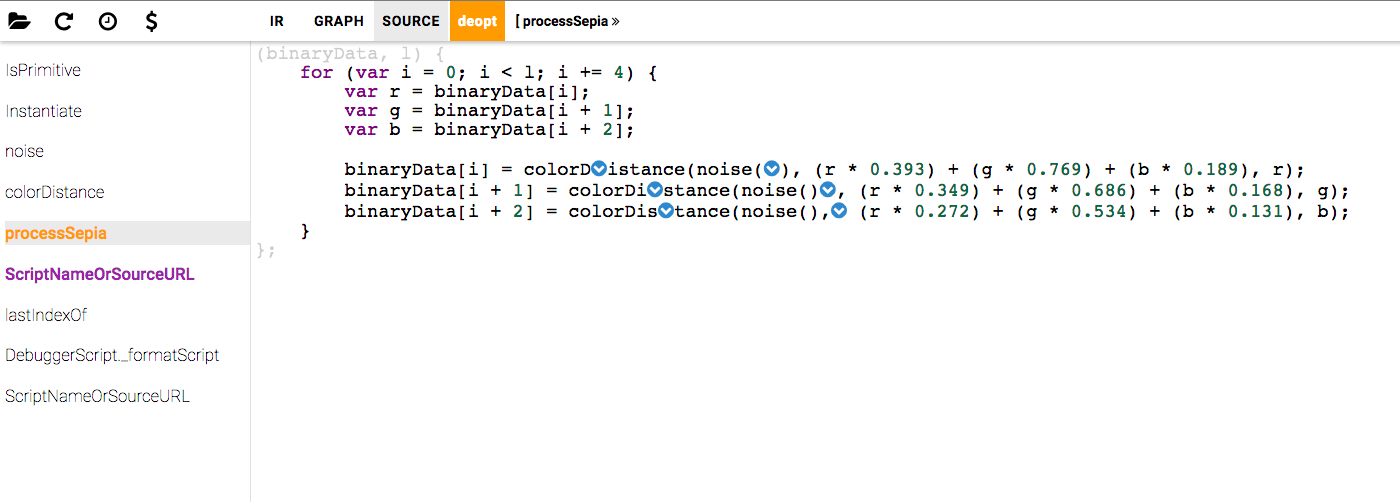 IR GRAPH SOURCE deopt [ processSepia »
IsPrimitive
Instantiate
noise
colorDistance
processSepia
ScriptNameOrSourceURL
lastIndexOf
DebuggerScript._formatScript
ScriptNameOrSourceURL
(binaryData, l) {
    for (var i = 0; i < l; i += 4) {
        var r = binaryData[i];
        var g = binaryData[i + 1];
        var b = binaryData[i + 2];
        binaryData[i] = colorDistance(noise(), (r * 0.393) + (g * 0.769) + (b * 0.189), r);
        binaryData[i + 1] = colorDistance(noise(), (r * 0.349) + (g * 0.686) + (b * 0.168), g);
        binaryData[i + 2] = colorDistance(noise(), (r * 0.272) + (g * 0.534) + (b * 0.131), b);
    }
};